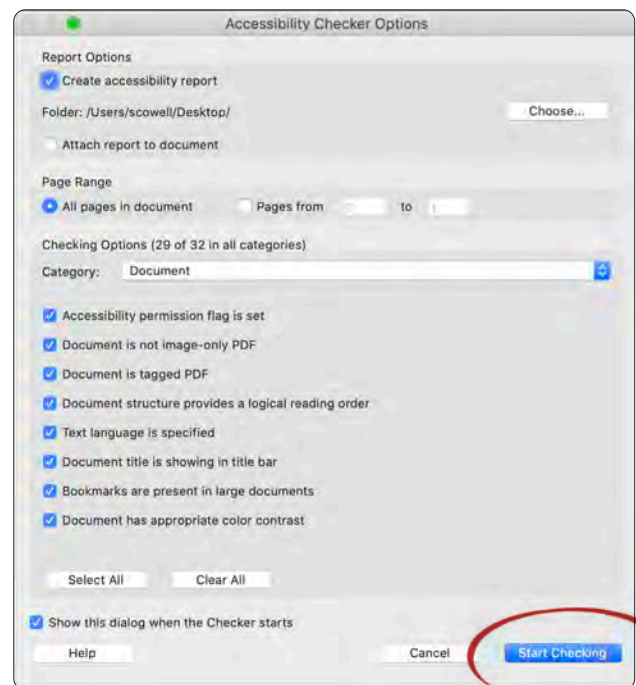 Accessibility Checker Options
Report Options
Create accessibility report
Folder: /Users/scowell/Desktop/ Choose...
Attach report to document
Page Range
All pages in document Pages from to
Checking Options (29 of 32 in all categories)
Category: Document
Accessibility permission flag is set
Document is not image-only PDF
Document is tagged PDF
Document structure provides a logical reading order
Text language is specified
Document title is showing in title bar
Bookmarks are present in large documents
Document has appropriate color contrast
Select All Clear All
Show this dialog when the Checker starts
Help Cancel Start Checking